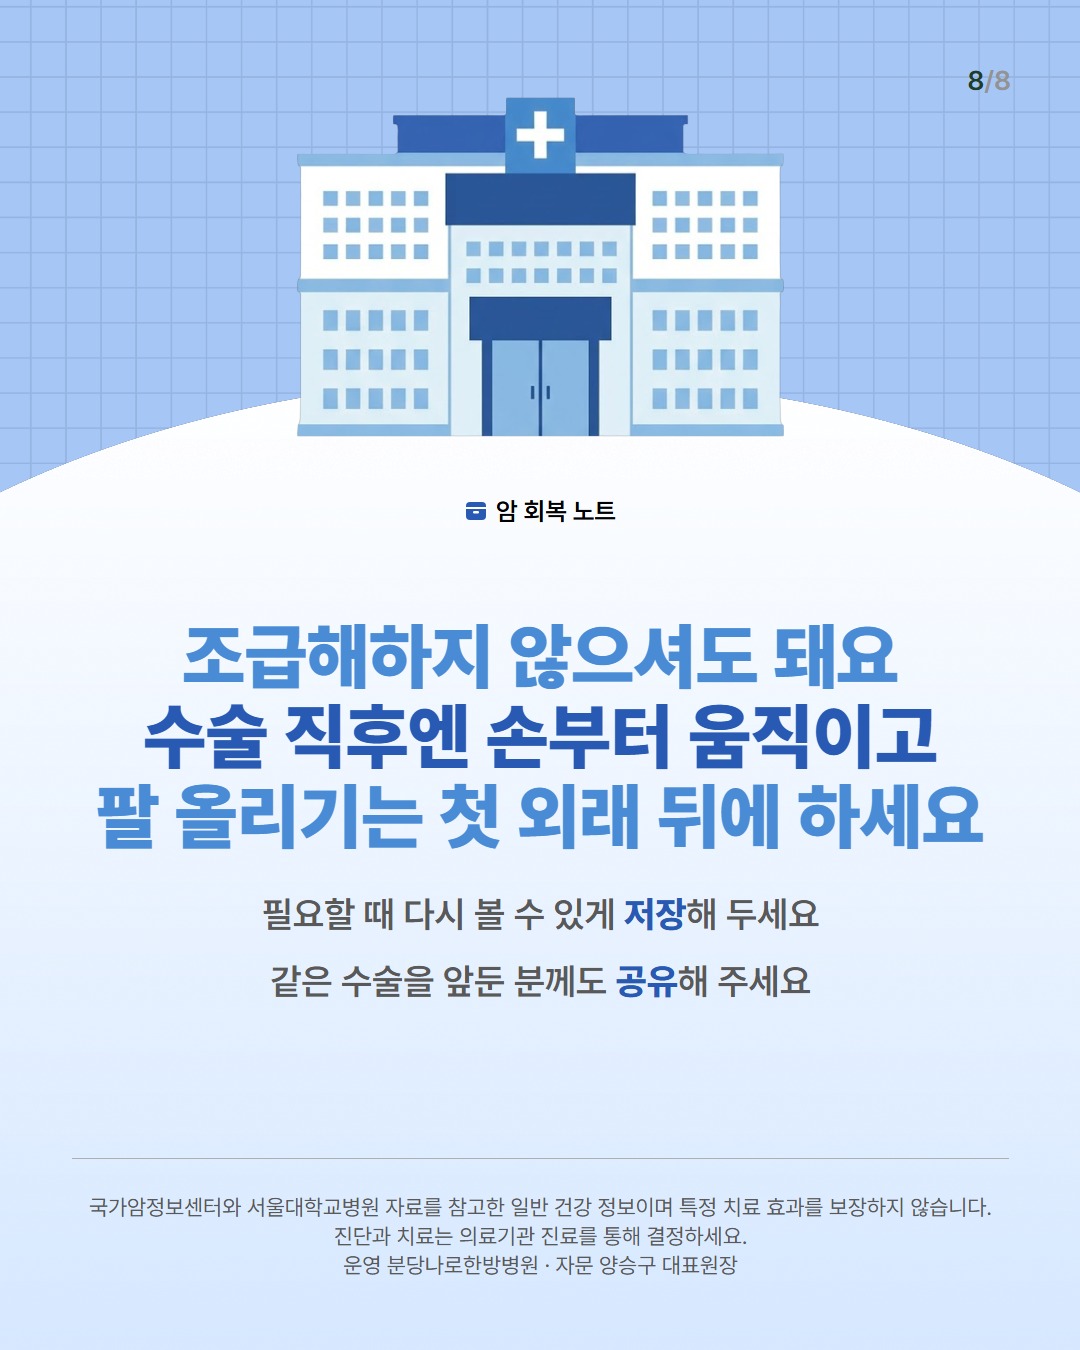 8/8
암 회복 노트
조급해하지 않으셔도 돼요
수술 직후엔 손부터 움직이고
팔 올리기는 첫 외래 뒤에 하세요
필요할 때 다시 볼 수 있게 저장해 두세요
같은 수술을 앞둔 분께도 공유해 주세요
국가암정보센터와 서울대학교병원 자료를 참고한 일반 건강 정보이며 특정 치료 효과를 보장하지 않습니다.
진단과 치료는 의료기관 진료를 통해 결정하세요.
운영 분당나로한방병원 · 자문 양승구 대표원장